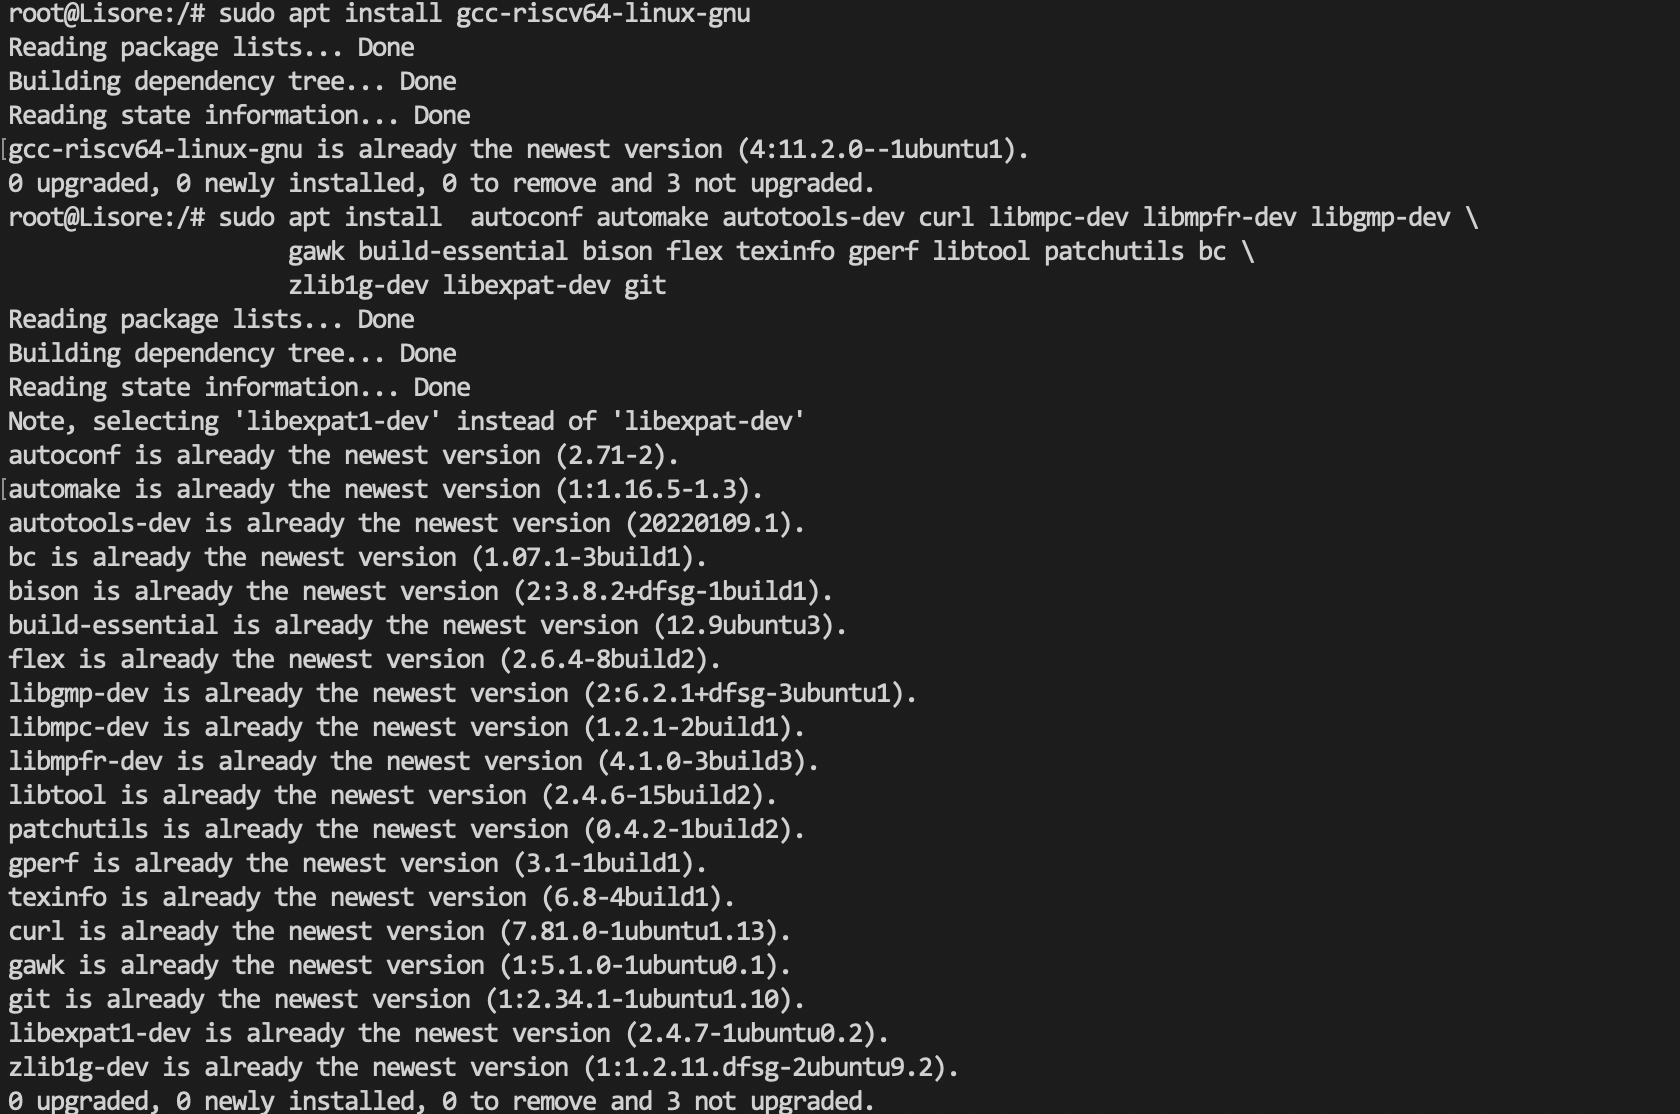 root@Lisore:/# sudo apt install gcc-riscv64-linux-gnu
Reading package lists... Done
Building dependency tree... Done
Reading state information... Done
gcc-riscv64-linux-gnu is already the newest version (4:11.2.0--1ubuntu1).
0 upgraded, 0 newly installed, 0 to remove and 3 not upgraded.
root@Lisore:/# sudo apt install  autoconf automake autotools-dev curl libmpc-dev libmpfr-dev libgmp-dev \
                    gawk build-essential bison flex texinfo gperf libtool patchutils bc \
                    zlib1g-dev libexpat-dev git
Reading package lists... Done
Building dependency tree... Done
Reading state information... Done
Note, selecting 'libexpat1-dev' instead of 'libexpat-dev'
autoconf is already the newest version (2.71-2).
automake is already the newest version (1:1.16.5-1.3).
autotools-dev is already the newest version (20220109.1).
bc is already the newest version (1.07.1-3build1).
bison is already the newest version (2:3.8.2+dfsg-1build1).
build-essential is already the newest version (12.9ubuntu3).
flex is already the newest version (2.6.4-8build2).
libgmp-dev is already the newest version (2:6.2.1+dfsg-3ubuntu1).
libmpc-dev is already the newest version (1.2.1-2build1).
libmpfr-dev is already the newest version (4.1.0-3build3).
libtool is already the newest version (2.4.6-15build2).
patchutils is already the newest version (0.4.2-1build2).
gperf is already the newest version (3.1-1build1).
texinfo is already the newest version (6.8-4build1).
curl is already the newest version (7.81.0-1ubuntu1.13).
gawk is already the newest version (1:5.1.0-1ubuntu0.1).
git is already the newest version (1:2.34.1-1ubuntu1.10).
libexpat1-dev is already the newest version (2.4.7-1ubuntu0.2).
zlib1g-dev is already the newest version (1:1.2.11.dfsg-2ubuntu9.2).
0 upgraded, 0 newly installed, 0 to remove and 3 not upgraded.